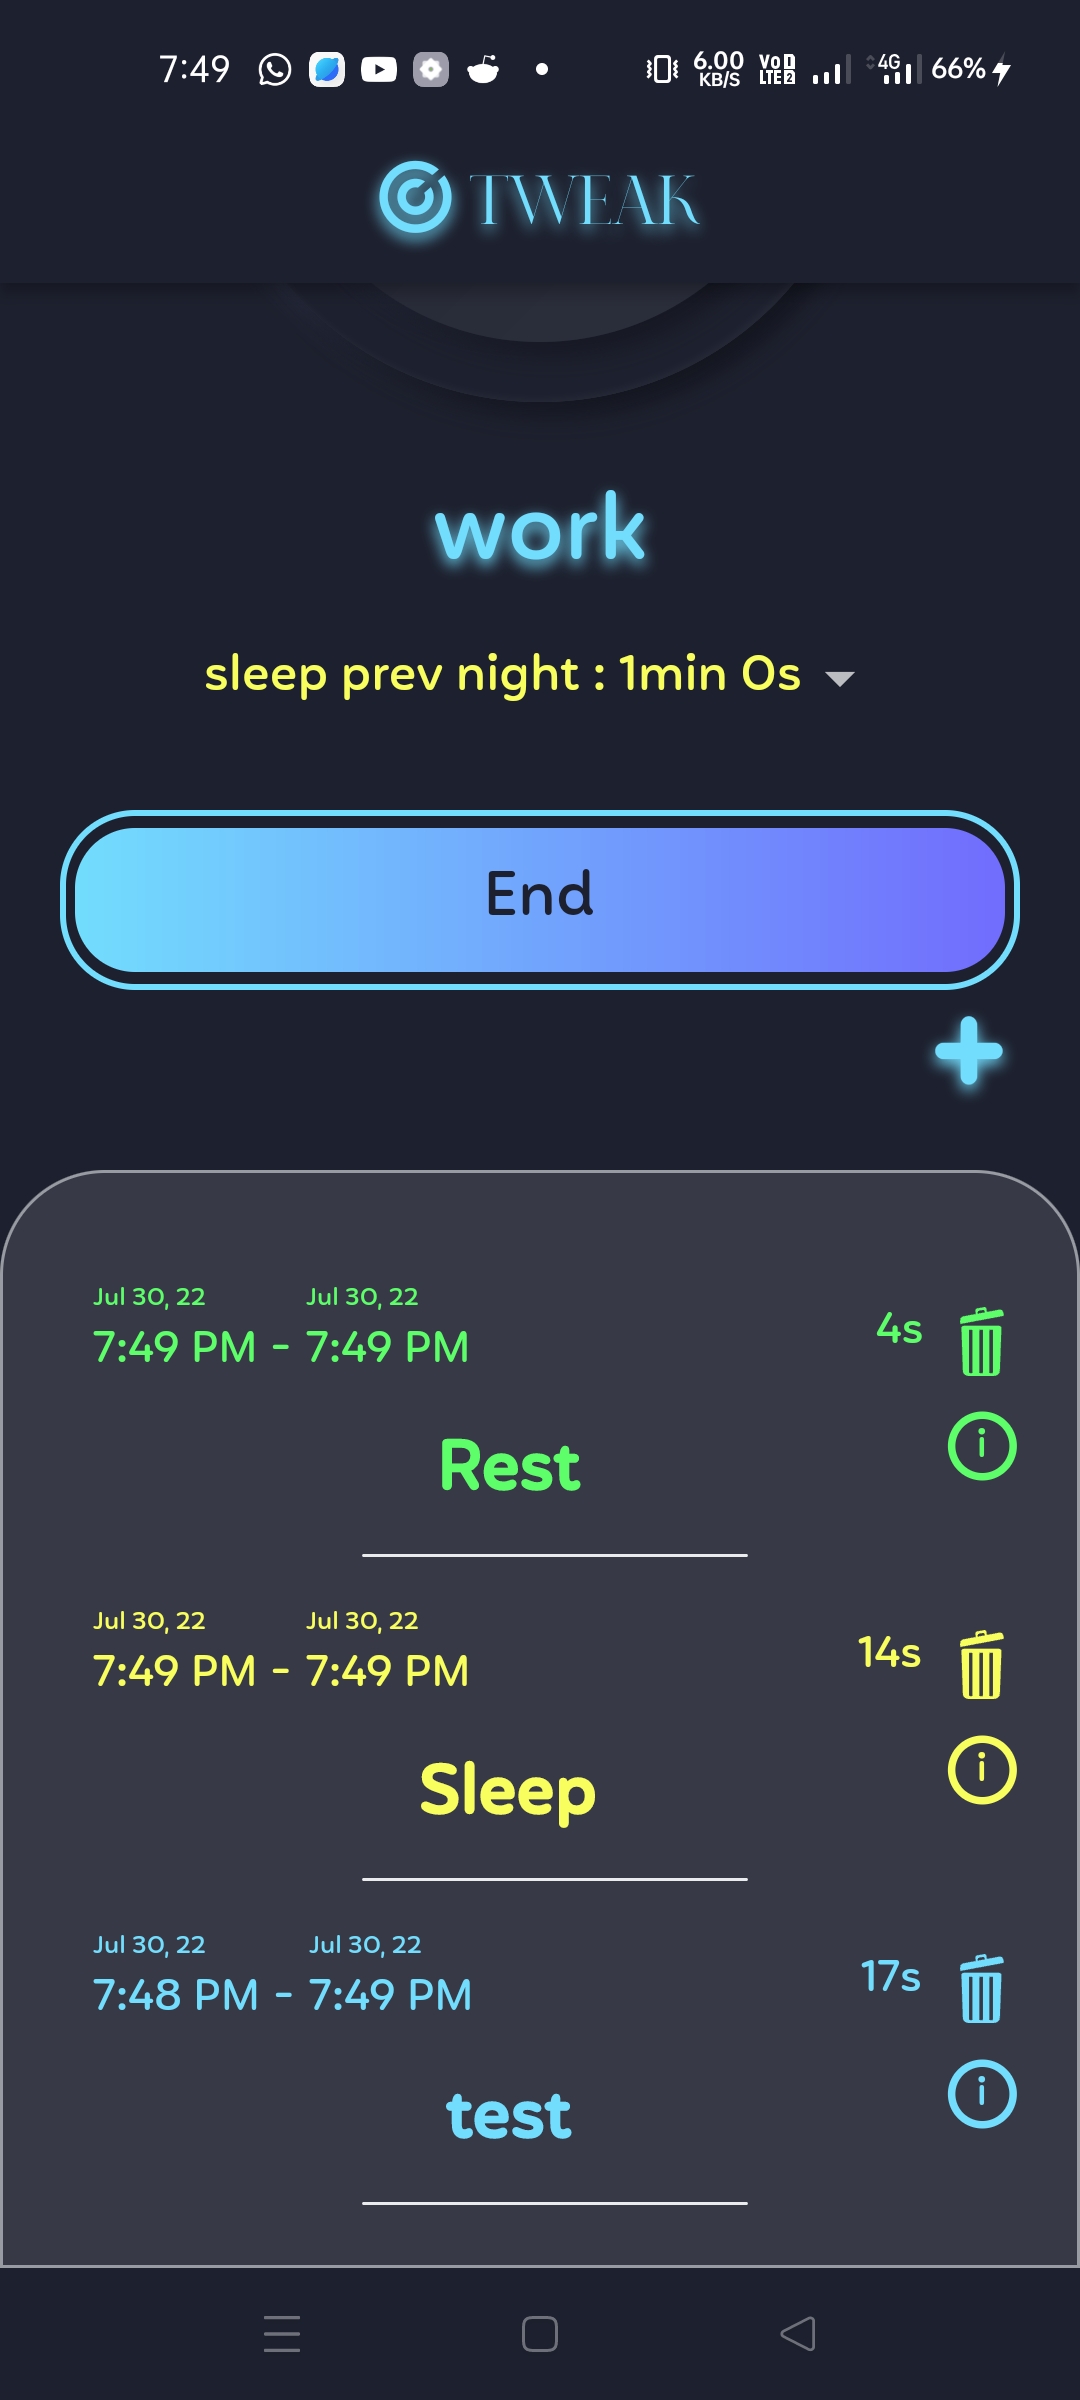 7:49 6.00 KB/S Vo 1 LTE 2 4G 66%
TWEAK
work
sleep prev night : 1min 0s
End
Jul 30, 22 Jul 30, 22
7:49 PM - 7:49 PM 4s
Rest
Jul 30, 22 Jul 30, 22
7:49 PM - 7:49 PM 14s
Sleep
Jul 30, 22 Jul 30, 22
7:48 PM - 7:49 PM 17s
test